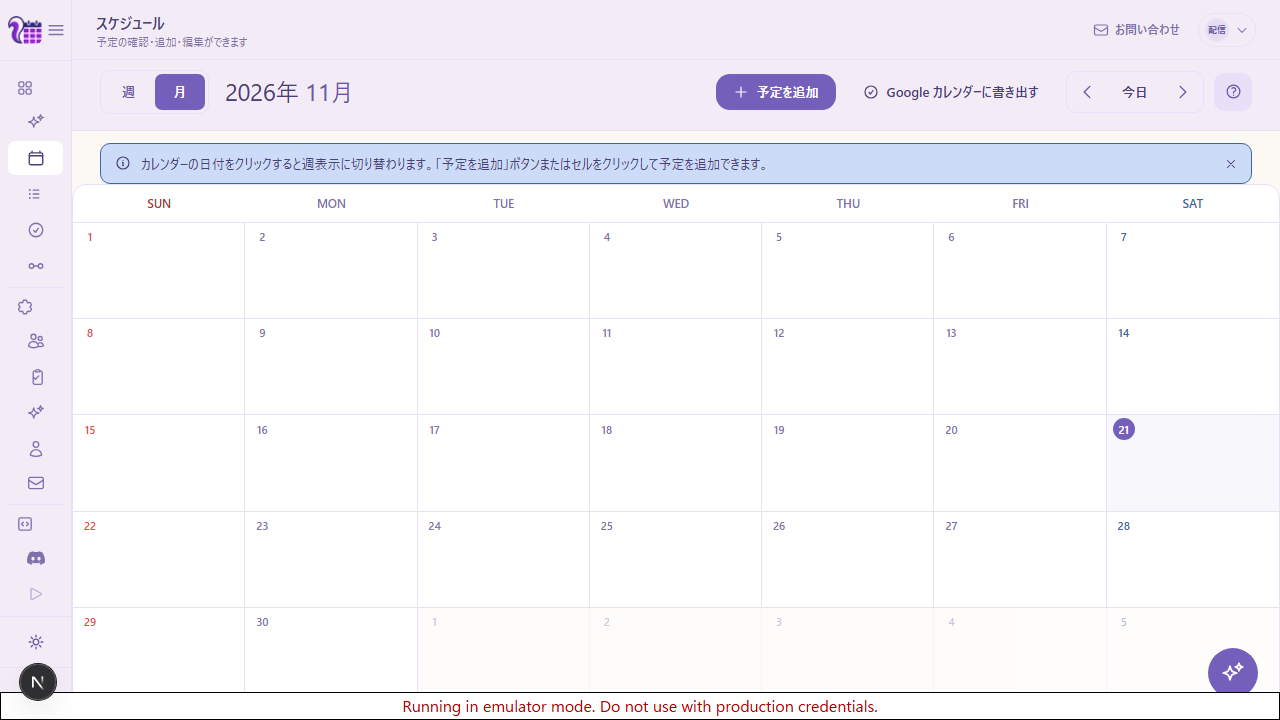 スケジュール
予定の確認・追加・編集ができます
お問い合わせ
配信
週
月
2026年 11月
予定を追加
Google カレンダーに書き出す
今日
カレンダーの日付をクリックすると週表示に切り替わります。「予定を追加」ボタンまたはセルをクリックして予定を追加できます。
SUN MON TUE WED THU FRI SAT
1 2 3 4 5 6 7
8 9 10 11 12 13 14
15 16 17 18 19 20 21
22 23 24 25 26 27 28
29 30 1 2 3 4 5
N
Running in emulator mode. Do not use with production credentials.